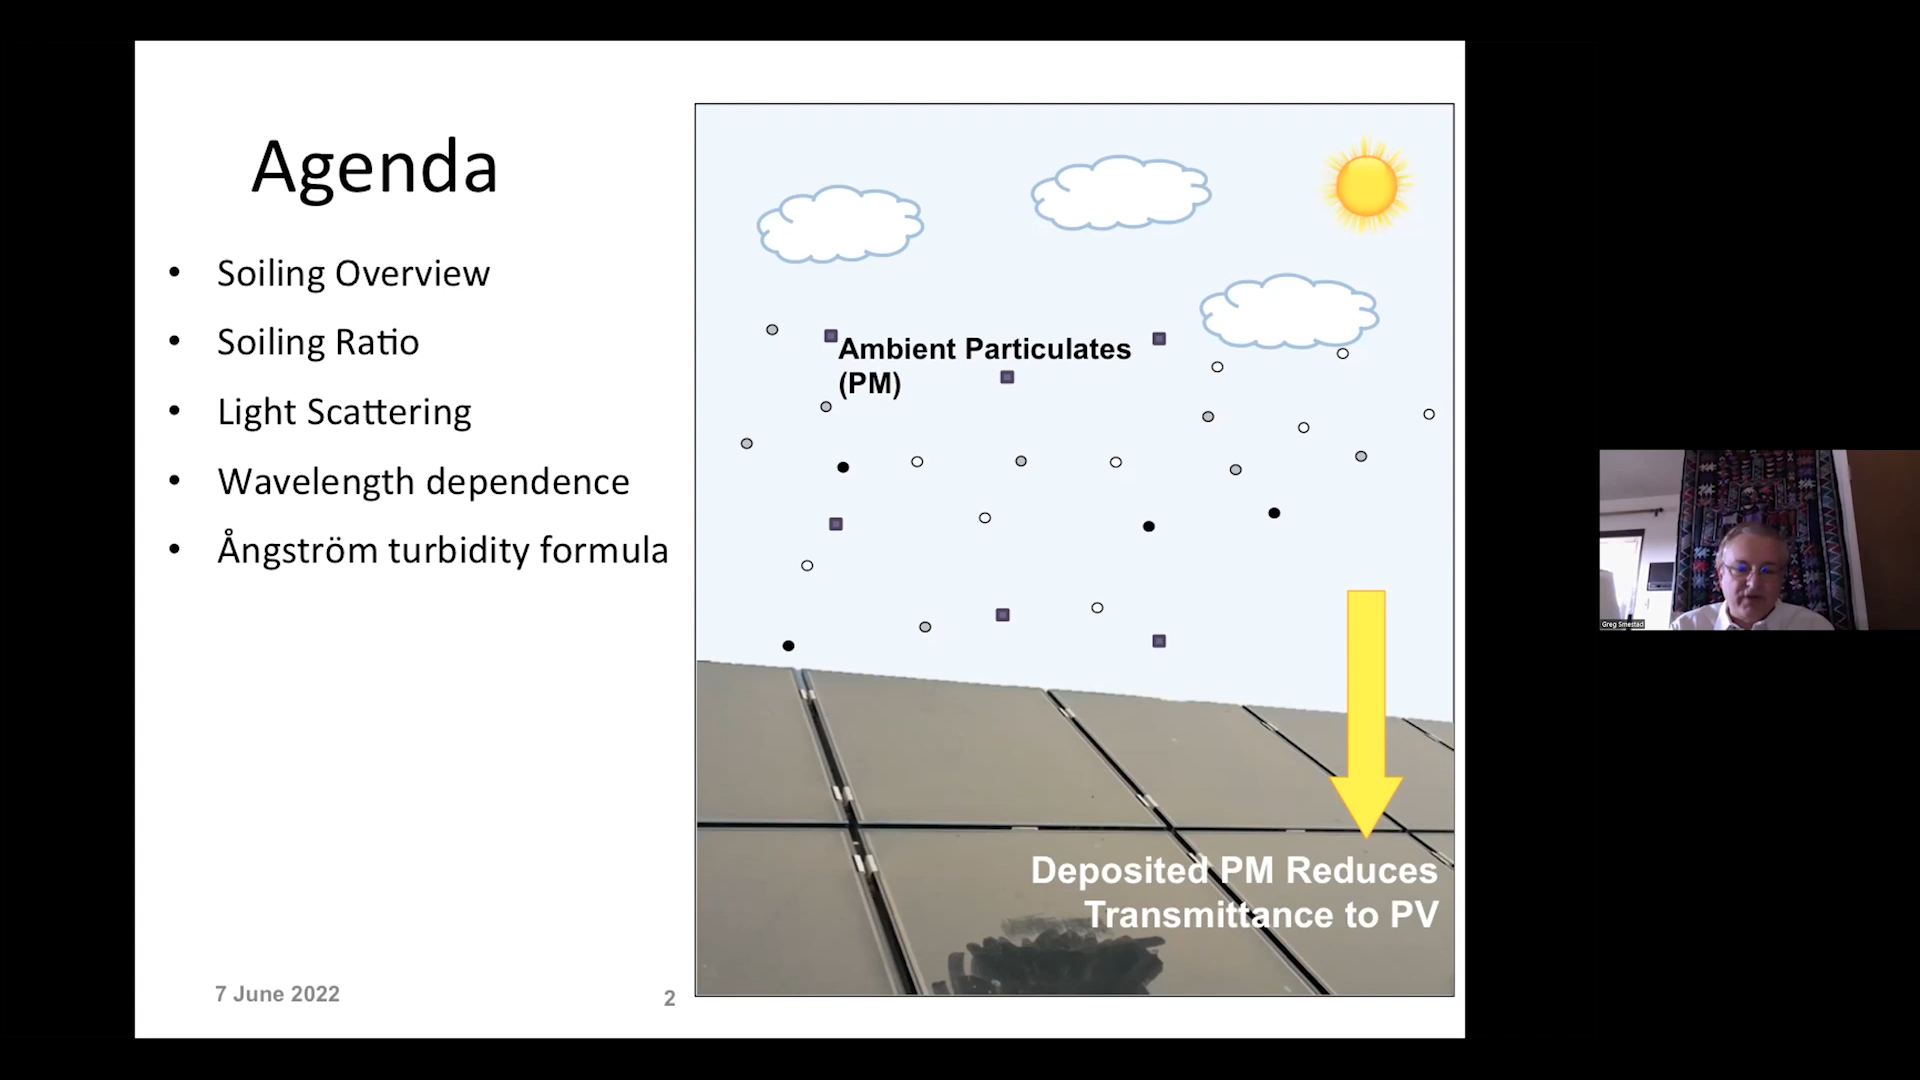 Agenda
• Soiling Overview
• Soiling Ratio
• Light Scattering
• Wavelength dependence
• Ångström turbidity formula
7 June 2022
2
Ambient Particulates
(PM)
Deposited PM Reduces
Transmittance to PV
Greg Smestad